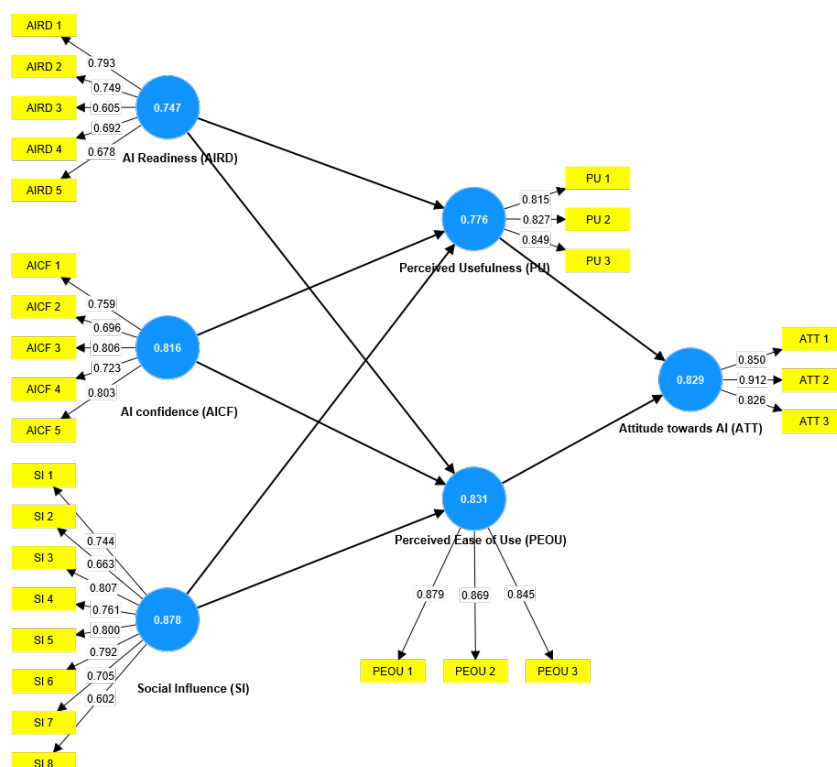 AIRD 1
AIRD 2
AIRD 3
AIRD 4
AIRD 5
0.793
0.749
0.605
0.692
0.678
0.747
AI Readiness (AIRD)
AICF 1
AICF 2
AICF 3
AICF 4
AICF 5
0.759
0.696
0.806
0.723
0.803
0.816
AI confidence (AICF)
SI 1
SI 2
SI 3
SI 4
SI 5
SI 6
SI 7
SI 8
0.744
0.663
0.807
0.761
0.800
0.792
0.705
0.602
0.878
Social Influence (SI)
0.776
Perceived Usefulness (PU)
0.815
0.827
0.849
PU 1
PU 2
PU 3
0.831
Perceived Ease of Use (PEOU)
0.879
0.869
0.845
PEOU 1
PEOU 2
PEOU 3
0.829
Attitude towards AI (ATT)
0.850
0.912
0.826
ATT 1
ATT 2
ATT 3